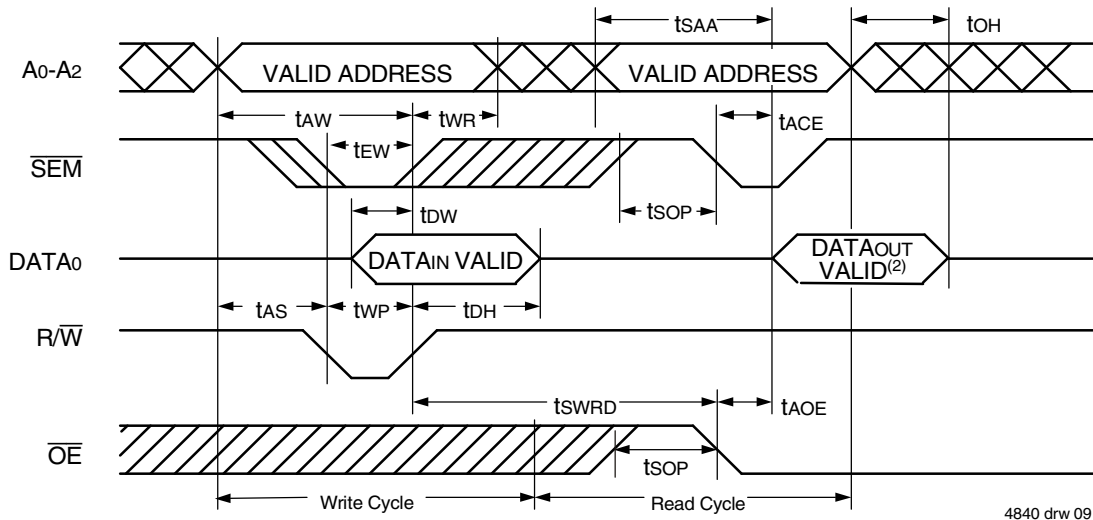 tSAA
tOH
A0-A2
VALID ADDRESS
VALID ADDRESS
tAW
tWR
tACE
tEW
SEM
tSOP
tDW
DATA0
DATAIN VALID
DATAOUT
VALID(2)
tAS
tWP
tDH
R/W
tSWRD
tAOE
OE
tSOP
Write Cycle
Read Cycle
4840 drw 09